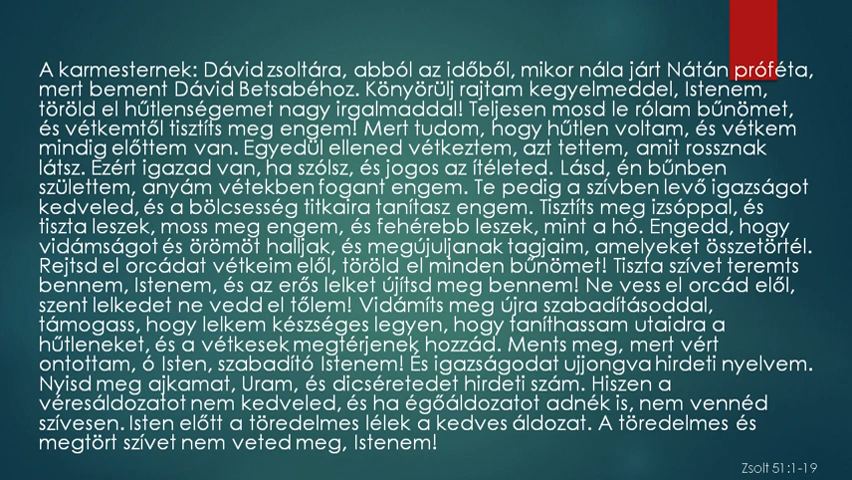 A karmesternek: Dávid zsoltára, abból az időből, mikor nála járt Nátán próféta,
mert bement Dávid Betsabéhoz. Könyörülj rajtam kegyelmeddel, Istenem,
töröld el hűtlenségemet nagy irgalmaddal! Teljesen mosd le rólam bűnömet,
és vétkemtől tisztíts meg engem! Mert tudom, hogy hűtlen voltam, és vétkem
mindig előttem van. Egyedül ellened vétkeztem, azt tettem, amit rossznak
látsz. Ezért igazad van, ha szólsz, és jogos az ítéleted. Lásd, én bűnben
születtem, anyám vétekben fogant engem. Te pedig a szívben levő igazságot
kedveled, és a bölcsesség titkaira tanítasz engem. Tisztíts meg izsóppal, és
tiszta leszek, moss meg engem, és fehérebb leszek, mint a hó. Engedd, hogy
vidámságot és örömöt halljak, és megújuljanak tagjaim, amelyeket összetörtél.
Rejtsd el orcádat vétkeim elől, töröld el minden bűnömet! Tiszta szívet teremts
bennem, Istenem, és az erős lelket újítsd meg bennem! Ne vess el orcád elől,
szent lelkedet ne vedd el tőlem! Vidámíts meg újra szabadításoddal,
támogass, hogy lelkem készséges legyen, hogy taníthassam utaidra a
hűtleneket, és a vétkesek megtérjenek hozzád. Ments meg, mert vért
ontottam, ó Isten, szabadító Istenem! És igazságodat ujjongva hirdeti nyelvem.
Nyisd meg ajkamat, Uram, és dicséretedet hirdeti szám. Hiszen a
véresáldozatot nem kedveled, és ha égőáldozatot adnék is, nem vennéd
szívesen. Isten előtt a töredelmes lélek a kedves áldozat. A töredelmes és
megtört szívet nem veted meg, Istenem!
Zsolt 51:1-19